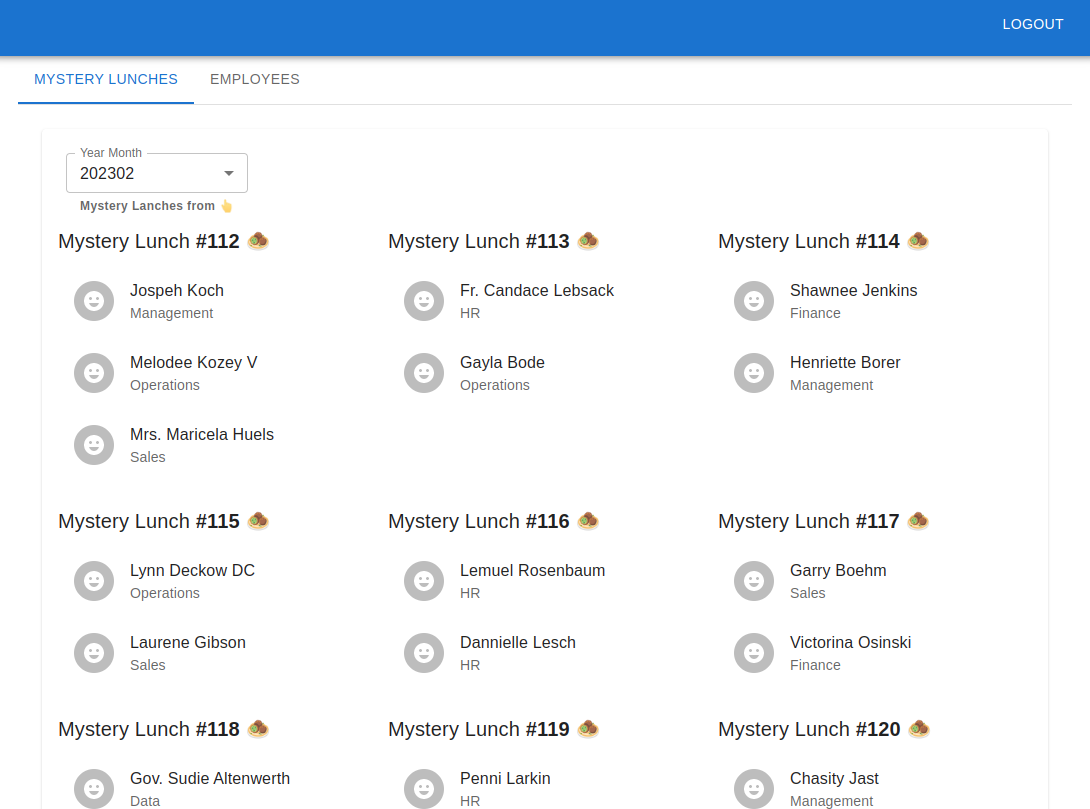 LOGOUT
MYSTERY LUNCHES EMPLOYEES
Year Month
202302
Mystery Lanches from 👆
Mystery Lunch #112 🧆
Jospeh Koch
Management
Melodee Kozey V
Operations
Mrs. Maricela Huels
Sales
Mystery Lunch #113 🧆
Fr. Candace Lebsack
HR
Gayla Bode
Operations
Mystery Lunch #114 🧆
Shawnee Jenkins
Finance
Henriette Borer
Management
Mystery Lunch #115 🧆
Lynn Deckow DC
Operations
Laurene Gibson
Sales
Mystery Lunch #116 🧆
Lemuel Rosenbaum
HR
Dannielle Lesch
HR
Mystery Lunch #117 🧆
Garry Boehm
Sales
Victorina Osinski
Finance
Mystery Lunch #118 🧆
Gov. Sudie Altenwerth
Data
Mystery Lunch #119 🧆
Penni Larkin
HR
Mystery Lunch #120 🧆
Chasity Jast
Management